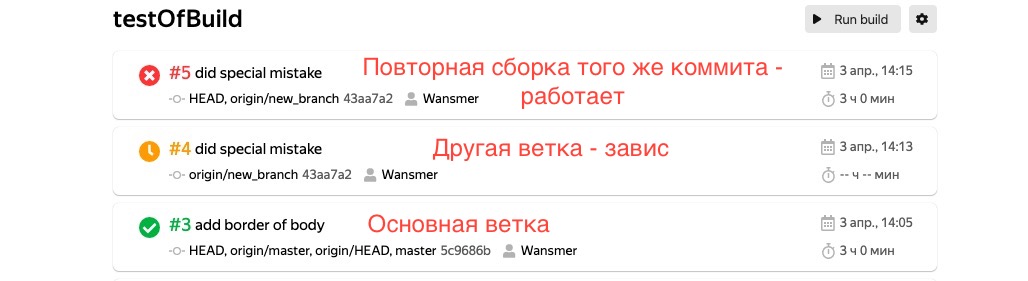 testOfBuild
Run build
#5 did special mistake
Повторная сборка того же коммита -
работает
3 апр., 14:15
HEAD, origin/new_branch 43aa7a2 Wansmer
3 ч 0 мин
#4 did special mistake
Другая ветка - завис
3 апр., 14:13
origin/new_branch 43aa7a2 Wansmer
-- ч -- мин
#3 add border of body
Основная ветка
3 апр., 14:05
HEAD, origin/master, origin/HEAD, master 5c9686b Wansmer
3 ч 0 мин